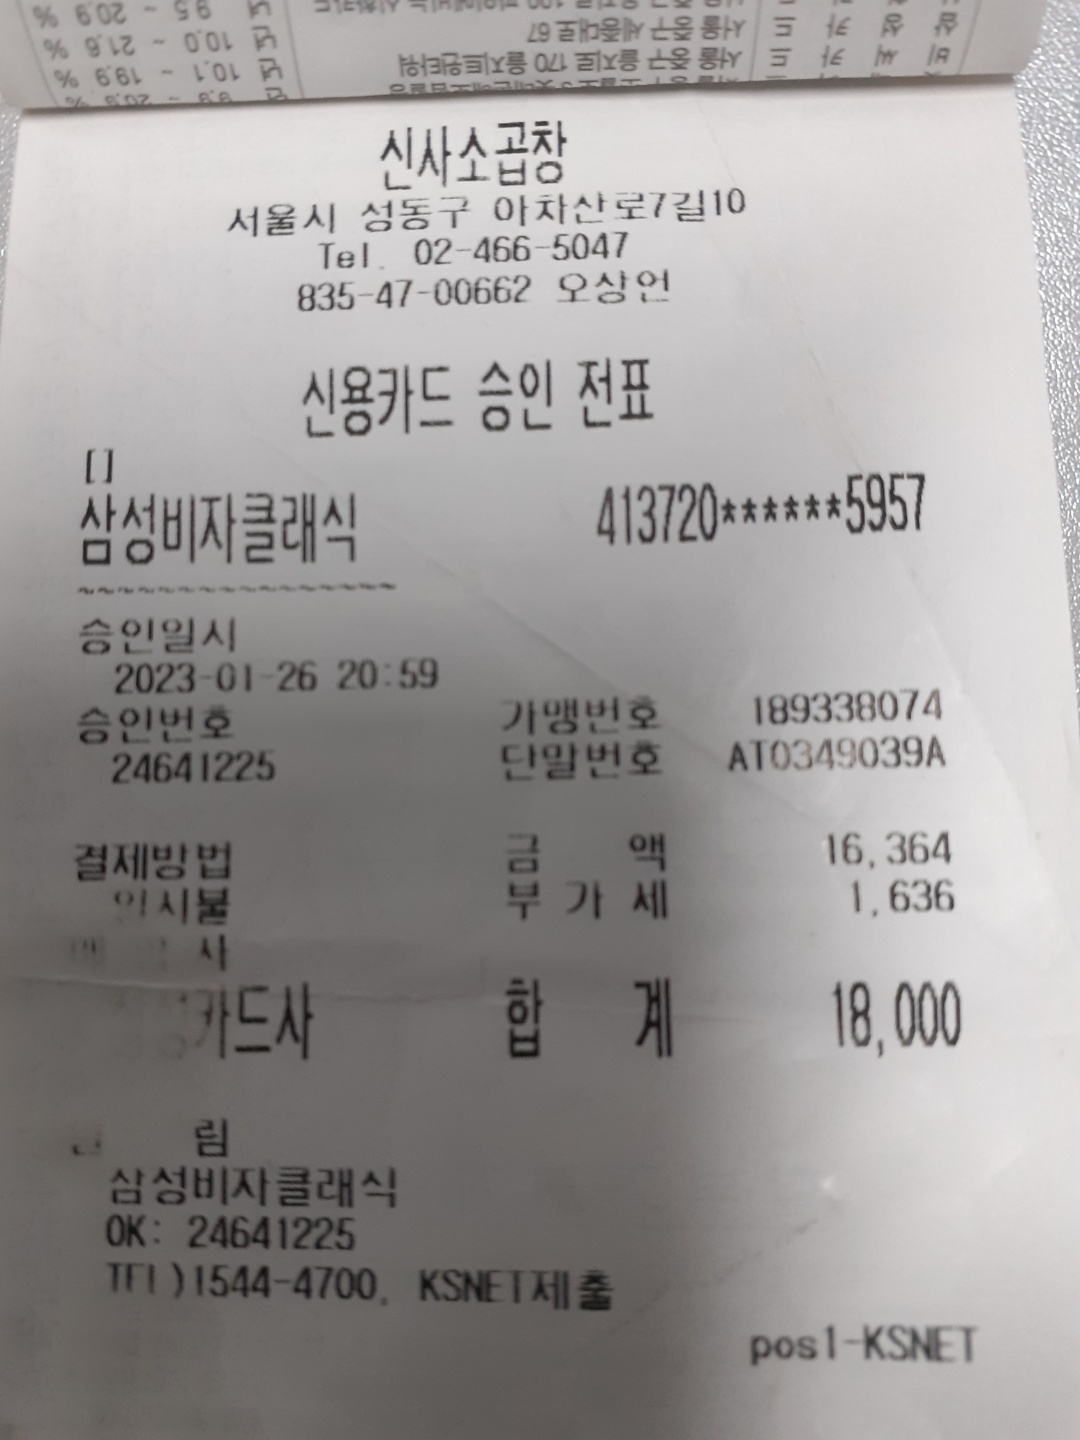 신사소곱창
서울시 성동구 아차산로7길10
Tel. 02-466-5047
835-47-00662 오상언
신용카드 승인 전표
[]
삼성비자클래식 413720******5957
~~~~~~~~~~~~~~~~
승인일시
2023-01-26 20:59
승인번호 가맹번호 189338074
24641225 단말번호 AT0349039A
결제방법 금 액 16,364
일시불 부 가 세 1,636
사
카드사 합 계 18,000
림
삼성비자클래식
OK: 24641225
TEL)1544-4700, KSNET제출
pos1-KSNET